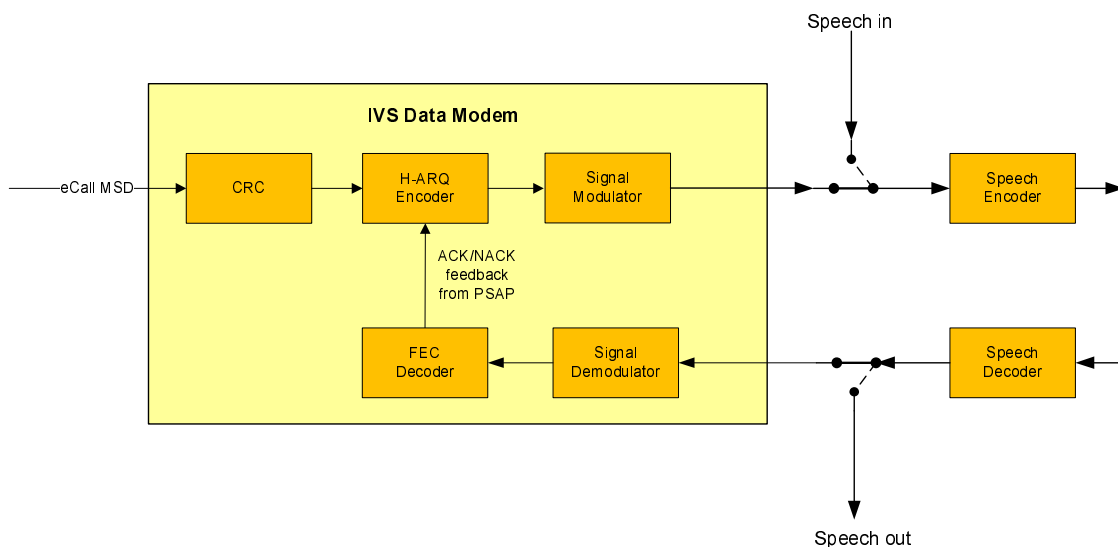 Speech in
IVS Data Modem
eCall MSD
CRC
H-ARQ
Encoder
Signal
Modulator
Speech
Encoder
ACK/NACK
feedback
from PSAP
FEC
Decoder
Signal
Demodulator
Speech
Decoder
Speech out